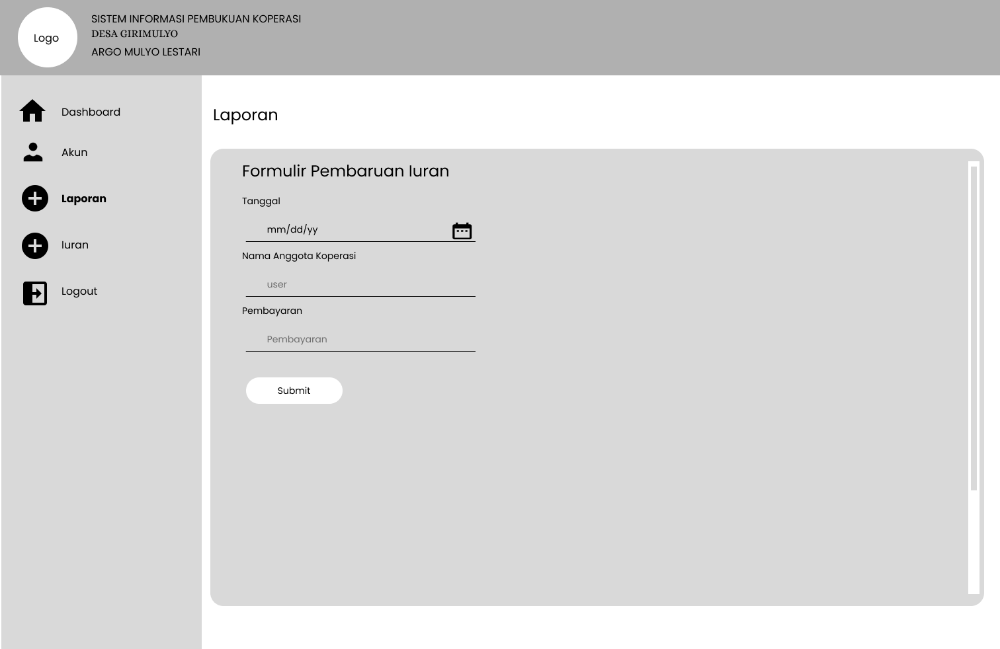 Logo
SISTEM INFORMASI PEMBUKUAN KOPERASI
DESA GIRIMULYO
ARGO MULYO LESTARI
Dashboard
Akun
Laporan
Iuran
Logout
Laporan
Formulir Pembaruan Iuran
Tanggal
mm/dd/yy
Nama Anggota Koperasi
user
Pembayaran
Pembayaran
Submit